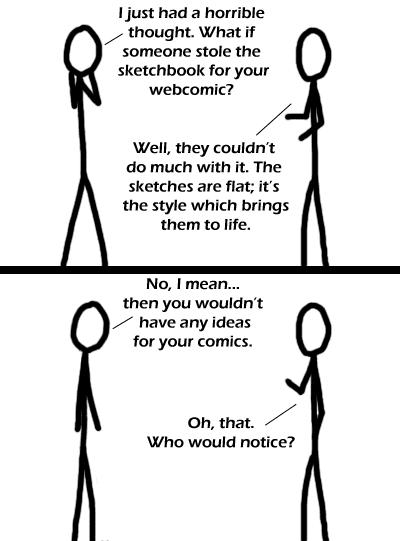 I just had a horrible
thought. What if
someone stole the
sketchbook for your
webcomic?
Well, they couldn't
do much with it. The
sketches are flat; it's
the style which brings
them to life.
No, I mean...
then you wouldn't
have any ideas
for your comics.
Oh, that.
Who would notice?